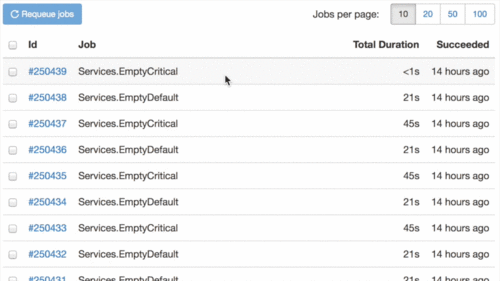 Requeue jobs Jobs per page: 10 20 50 100
Id Job Total Duration Succeeded
#250439 Services.EmptyCritical <1s 14 hours ago
#250438 Services.EmptyDefault 21s 14 hours ago
#250437 Services.EmptyCritical 45s 14 hours ago
#250436 Services.EmptyDefault 21s 14 hours ago
#250435 Services.EmptyCritical 45s 14 hours ago
#250434 Services.EmptyDefault 21s 14 hours ago
#250433 Services.EmptyCritical 45s 14 hours ago
#250432 Services.EmptyDefault 21s 14 hours ago
#250431 Services.EmptyDefault 21s 14 hours ago